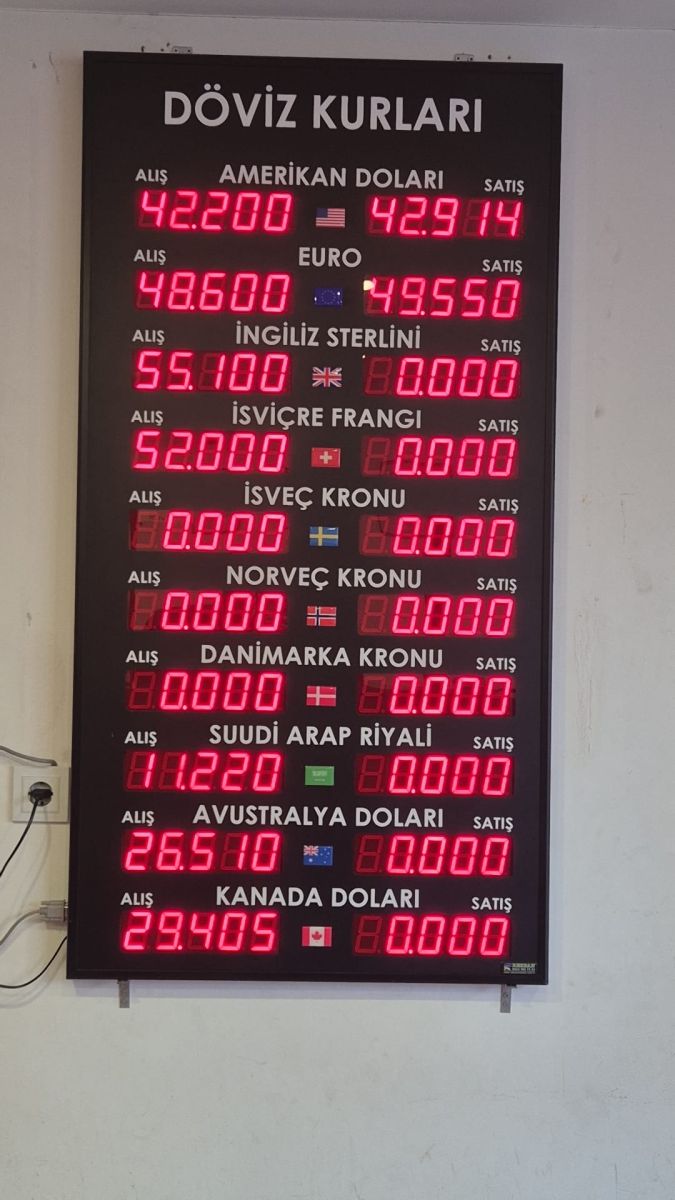 DÖVİZ KURLARI
ALIŞ AMERİKAN DOLARI SATIŞ
42.200 42.914
ALIŞ EURO SATIŞ
48.600 49.550
ALIŞ İNGİLİZ STERLİNİ SATIŞ
55.100 0.000
ALIŞ İSVİÇRE FRANGI SATIŞ
52.000 0.000
ALIŞ İSVEÇ KRONU SATIŞ
0.000 0.000
ALIŞ NORVEÇ KRONU SATIŞ
0.000 0.000
ALIŞ DANİMARKA KRONU SATIŞ
0.000 0.000
ALIŞ SUUDİ ARAP RİYALİ SATIŞ
11.220 0.000
ALIŞ AVUSTRALYA DOLARI SATIŞ
26.510 0.000
ALIŞ KANADA DOLARI SATIŞ
29.405 0.000